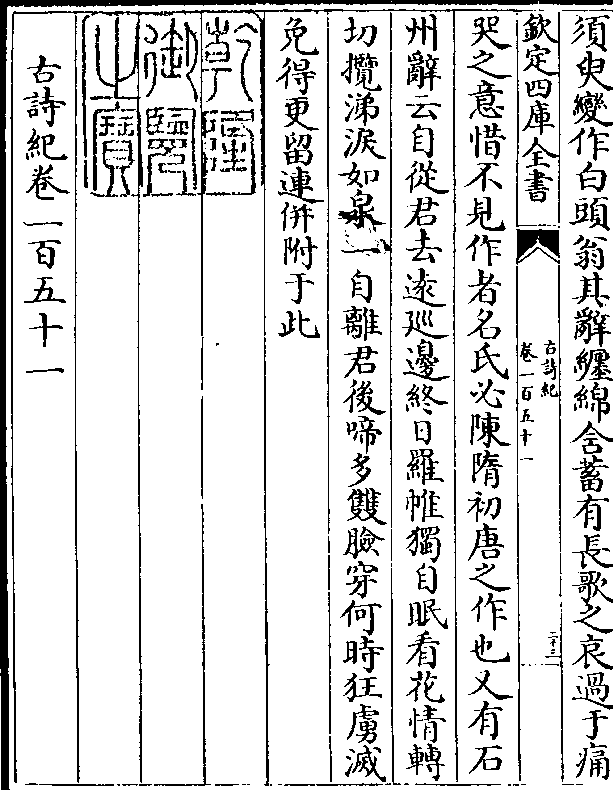 須臾變作白頭翁其辭纏綿含蓄有長歌之哀過于痛
欽定四庫全書
古詩紀
卷一百五十一
二十三
哭之意惜不見作者名氏必陳隋初唐之作也又有石
州辭云自從君去遠巡邊終日羅帷獨自眠看花情轉
切攬涕淚如泉一自離君後啼多雙臉穿何時狂虜滅
免得更留連併附于此
乾隆
御覽
之寶
古詩紀卷一百五十一